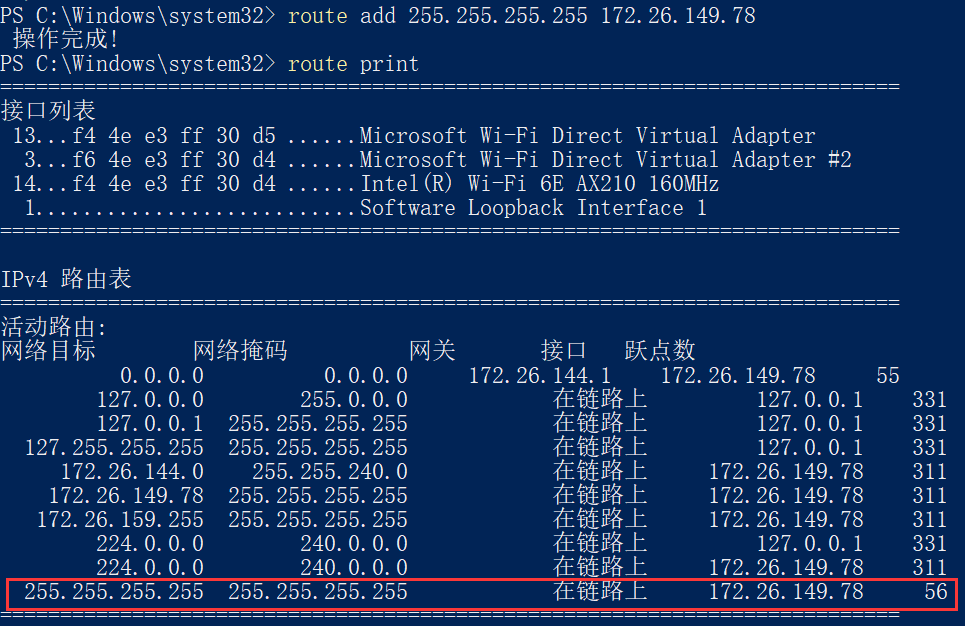 PS C:\Windows\system32> route add 255.255.255.255 172.26.149.78
操作完成!
PS C:\Windows\system32> route print
===========================================================================
接口列表
13...f4 4e e3 ff 30 d5 ......Microsoft Wi-Fi Direct Virtual Adapter
3...f6 4e e3 ff 30 d4 ......Microsoft Wi-Fi Direct Virtual Adapter #2
14...f4 4e e3 ff 30 d4 ......Intel(R) Wi-Fi 6E AX210 160MHz
1...........................Software Loopback Interface 1
===========================================================================
IPv4 路由表
===========================================================================
活动路由:
网络目标 网络掩码 网关 接口 跃点数
0.0.0.0 0.0.0.0 172.26.144.1 172.26.149.78 55
127.0.0.0 255.0.0.0 在链路上 127.0.0.1 331
127.0.0.1 255.255.255.255 在链路上 127.0.0.1 331
127.255.255.255 255.255.255.255 在链路上 127.0.0.1 331
172.26.144.0 255.255.240.0 在链路上 172.26.149.78 311
172.26.149.78 255.255.255.255 在链路上 172.26.149.78 311
172.26.159.255 255.255.255.255 在链路上 172.26.149.78 311
224.0.0.0 240.0.0.0 在链路上 127.0.0.1 331
224.0.0.0 240.0.0.0 在链路上 172.26.149.78 311
255.255.255.255 255.255.255.255 在链路上 172.26.149.78 56
===========================================================================